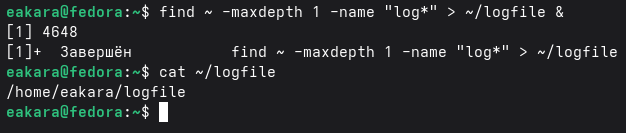 eakara@fedora:~$ find ~ -maxdepth 1 -name "log*" > ~/logfile &
[1] 4648
[1]+  Завершён        find ~ -maxdepth 1 -name "log*" > ~/logfile
eakara@fedora:~$ cat ~/logfile
/home/eakara/logfile
eakara@fedora:~$